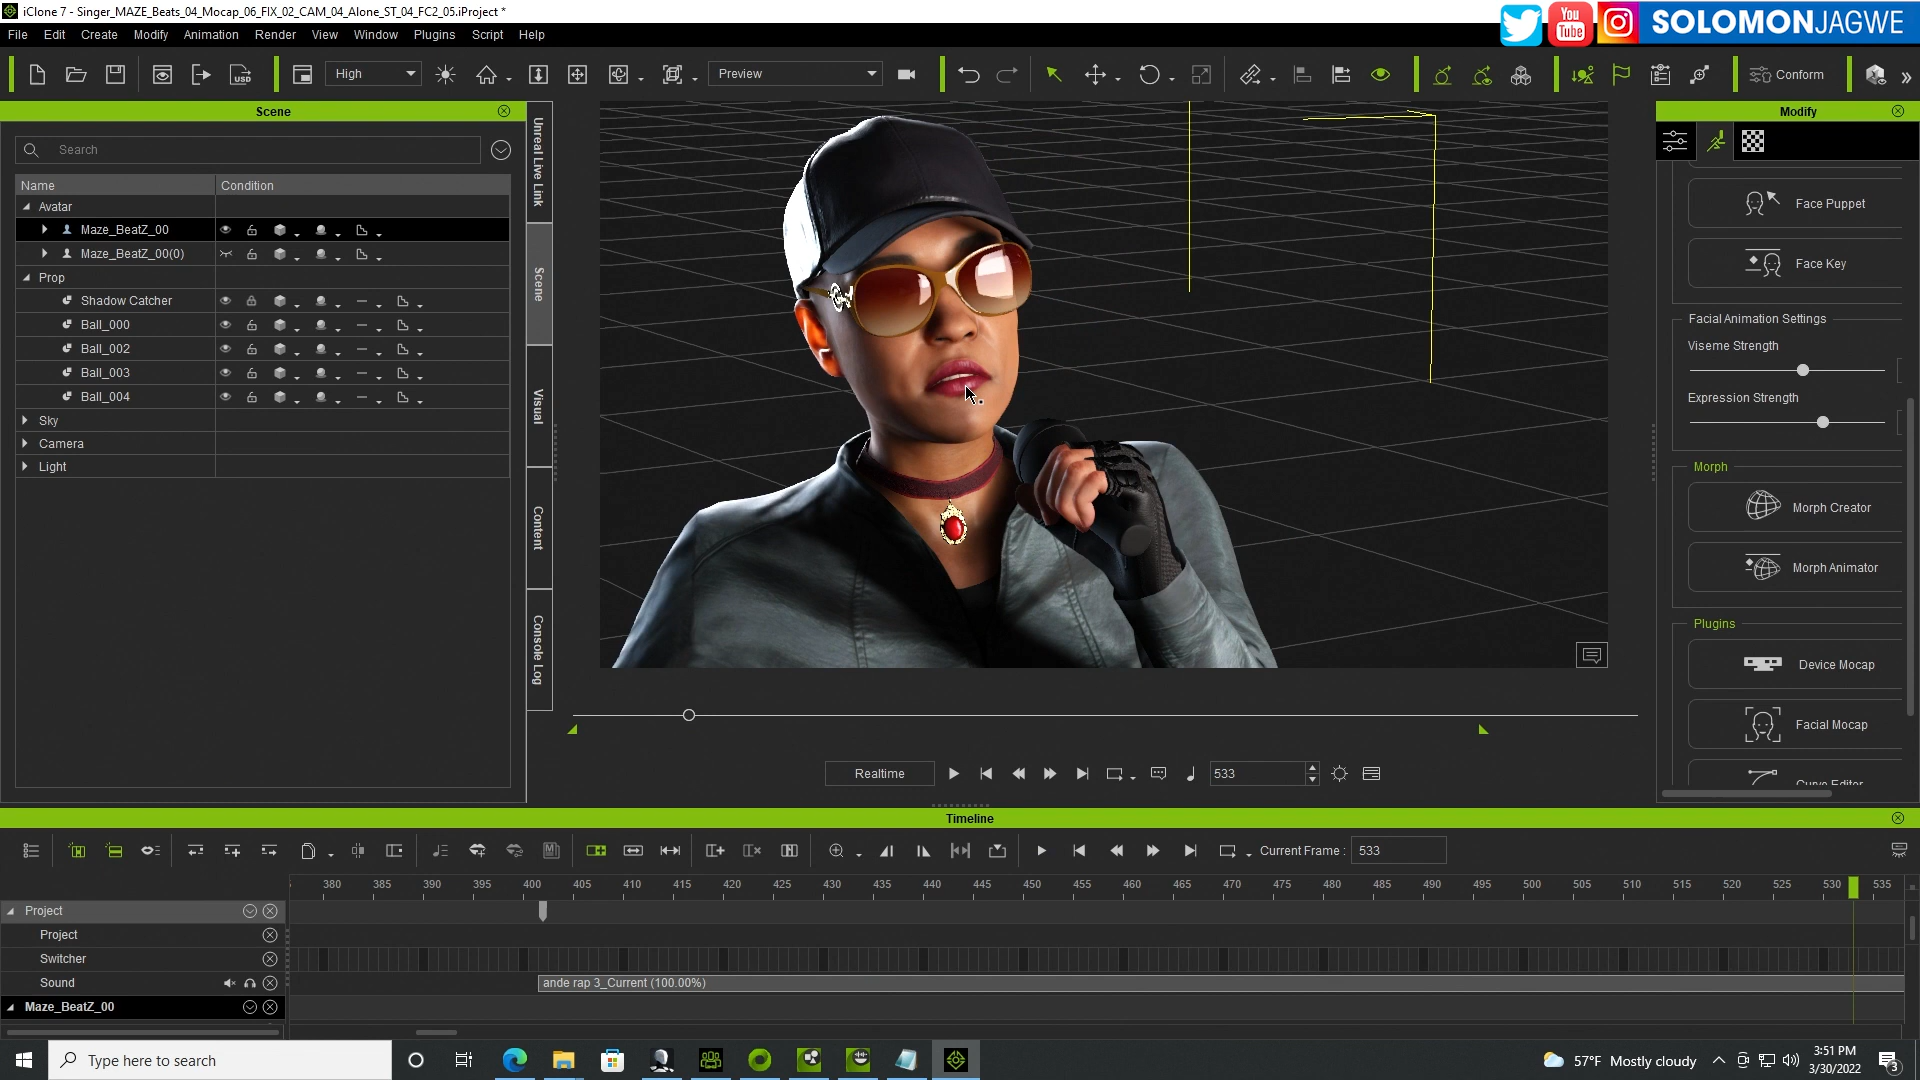 iClone 7 - Singer_MAZE_Beats_04_Mocap_06_FIX_02_CAM_04_Alone_ST_04_FC2_05.iProject *
You
Tube
SOLOMONJAGWE
File Edit Create Modify Animation Render View Window Plugins Script Help
USD
High
Preview
Conform
Scene
Modify
Search
Name Condition
Avatar
Maze_BeatZ_00
Maze_BeatZ_00(0)
Prop
Shadow Catcher
Ball_000
Ball_002
Ball_003
Ball_004
Sky
Camera
Light
Unreal Live Link
Scene
Visual
Content
Console Log
Face Puppet
Face Key
Facial Animation Settings
Viseme Strength
Expression Strength
Morph
Morph Creator
Morph Animator
Plugins
Device Mocap
Facial Mocap
Curve Editor
Realtime
533
Timeline
Current Frame : 533
380 385 390 395 400 405 410 415 420 425 430 435 440 445 450 455 460 465 470 475 480 485 490 495 500 505 510 515 520 525 530 535
Project
Project
Switcher
Sound
ande rap 3_Current (100.00%)
Maze_BeatZ_00
Type here to search
57°F Mostly cloudy
3:51 PM
3/30/2022
3